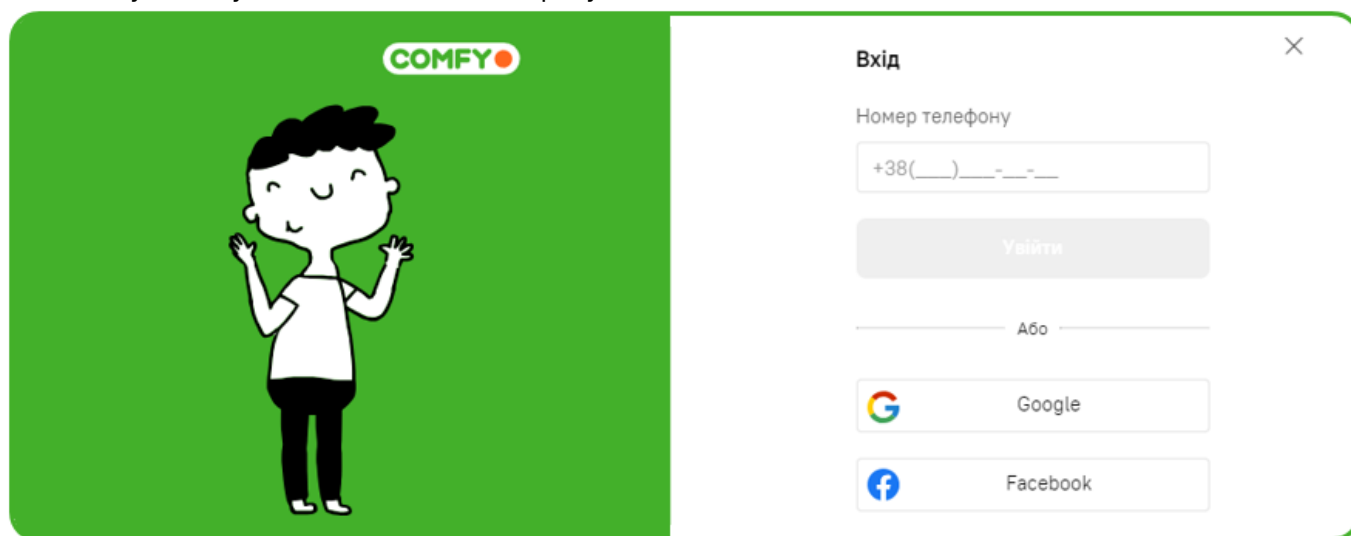 COMFY
Вхід
Номер телефону
+38(___)___-__-__
Увійти
Або
Google
Facebook